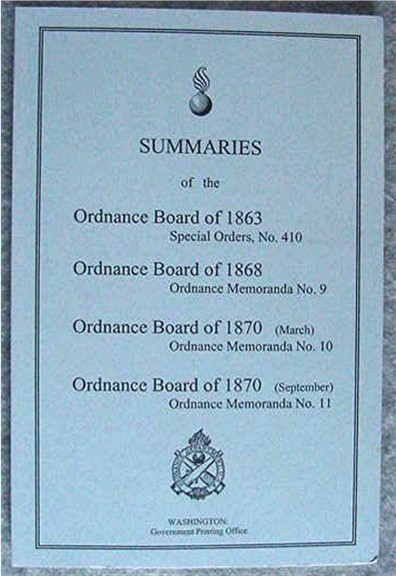 SUMMARIES
of the
Ordnance Board of 1863
Special Orders, No. 410
Ordnance Board of 1868
Ordnance Memoranda No. 9
Ordnance Board of 1870 (March)
Ordnance Memoranda No. 10
Ordnance Board of 1870 (September)
Ordnance Memoranda No. 11
WASHINGTON:
Government Printing Office